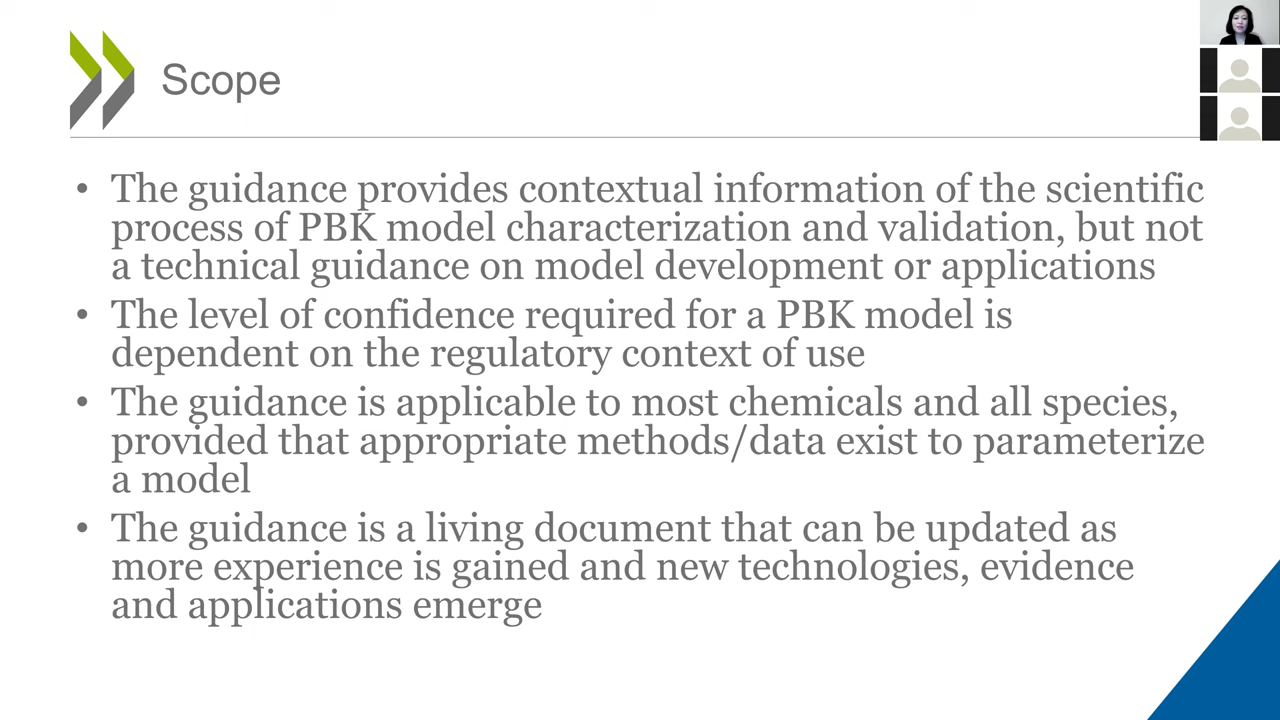 Scope
• The guidance provides contextual information of the scientific
process of PBK model characterization and validation, but not
a technical guidance on model development or applications
• The level of confidence required for a PBK model is
dependent on the regulatory context of use
• The guidance is applicable to most chemicals and all species,
provided that appropriate methods/data exist to parameterize
a model
• The guidance is a living document that can be updated as
more experience is gained and new technologies, evidence
and applications emerge